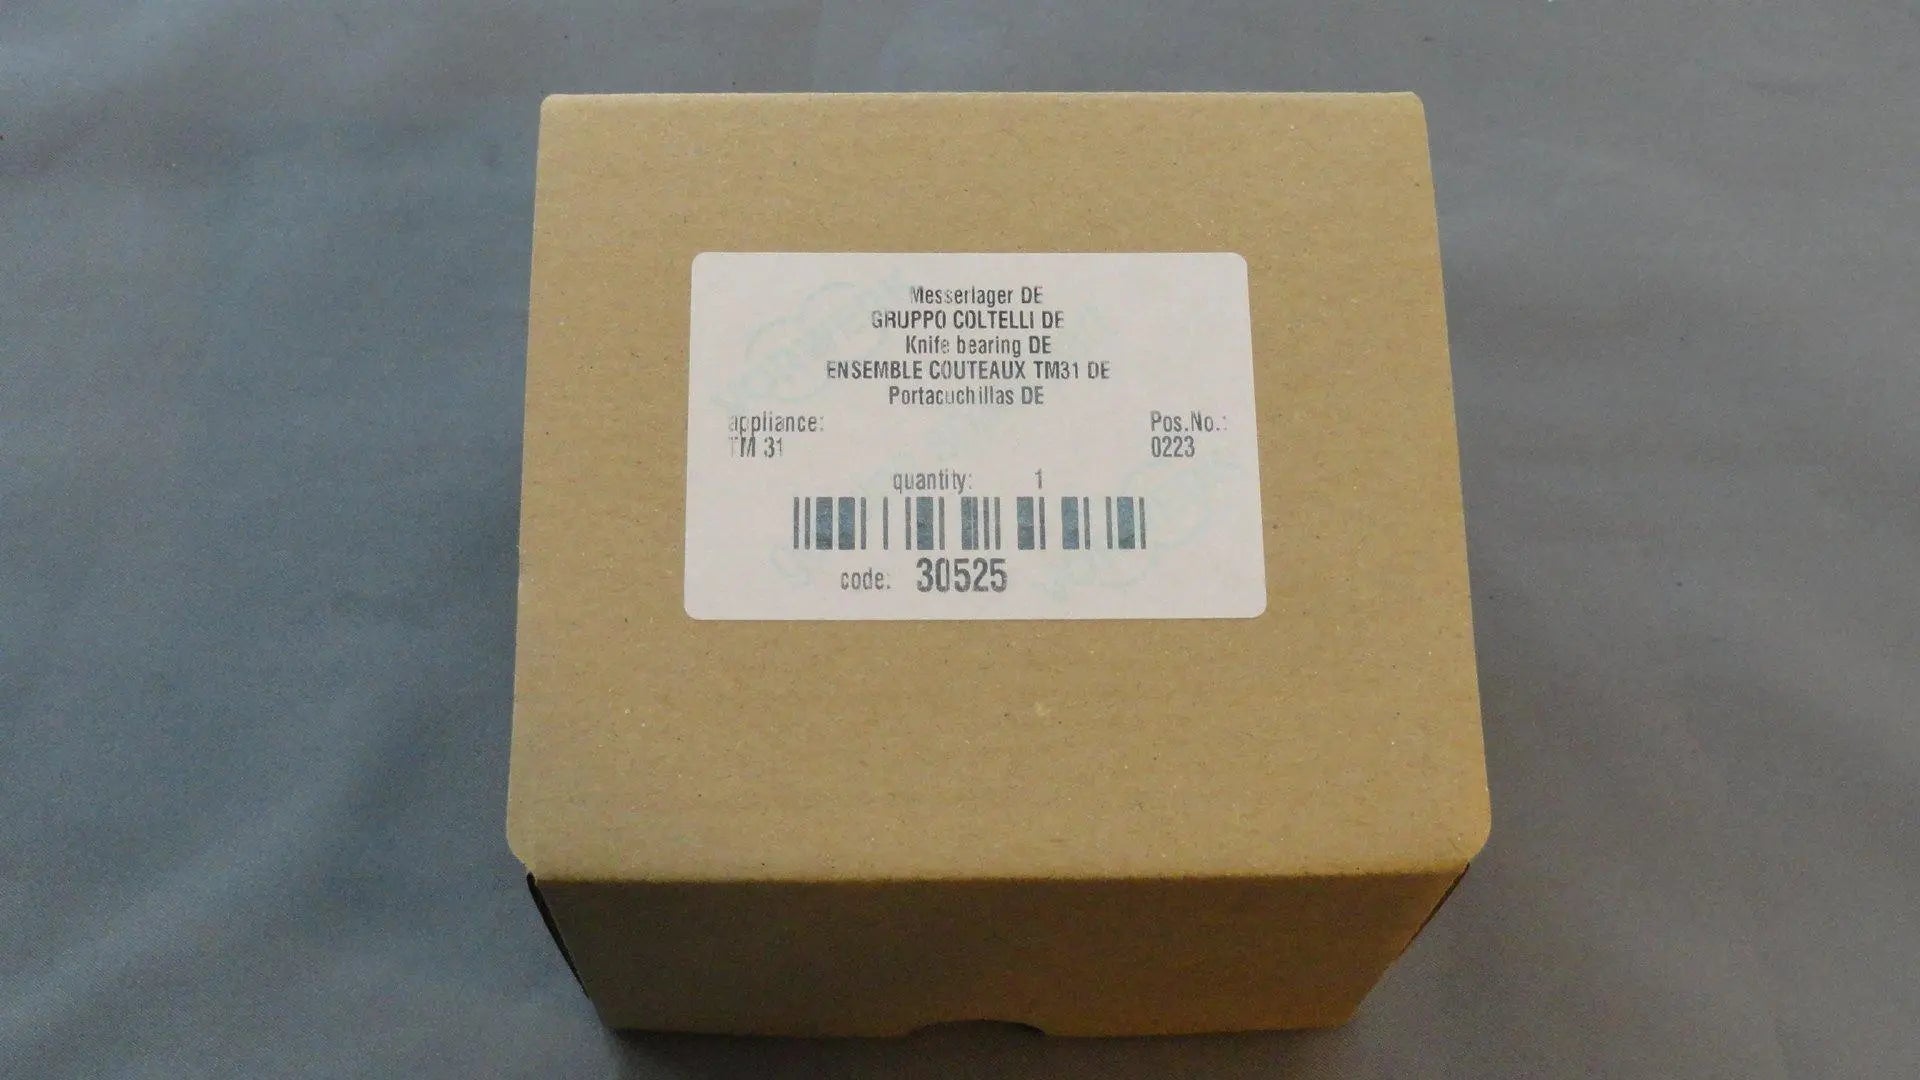 Messerlager DE
GRUPPO COLTELLI DE
Knife bearing DE
ENSEMBLE COUTEAUX TM31 DE
Portacuchillas DE
appliance: Pos.No.:
TM 31 0223
quantity: 1
code: 30525